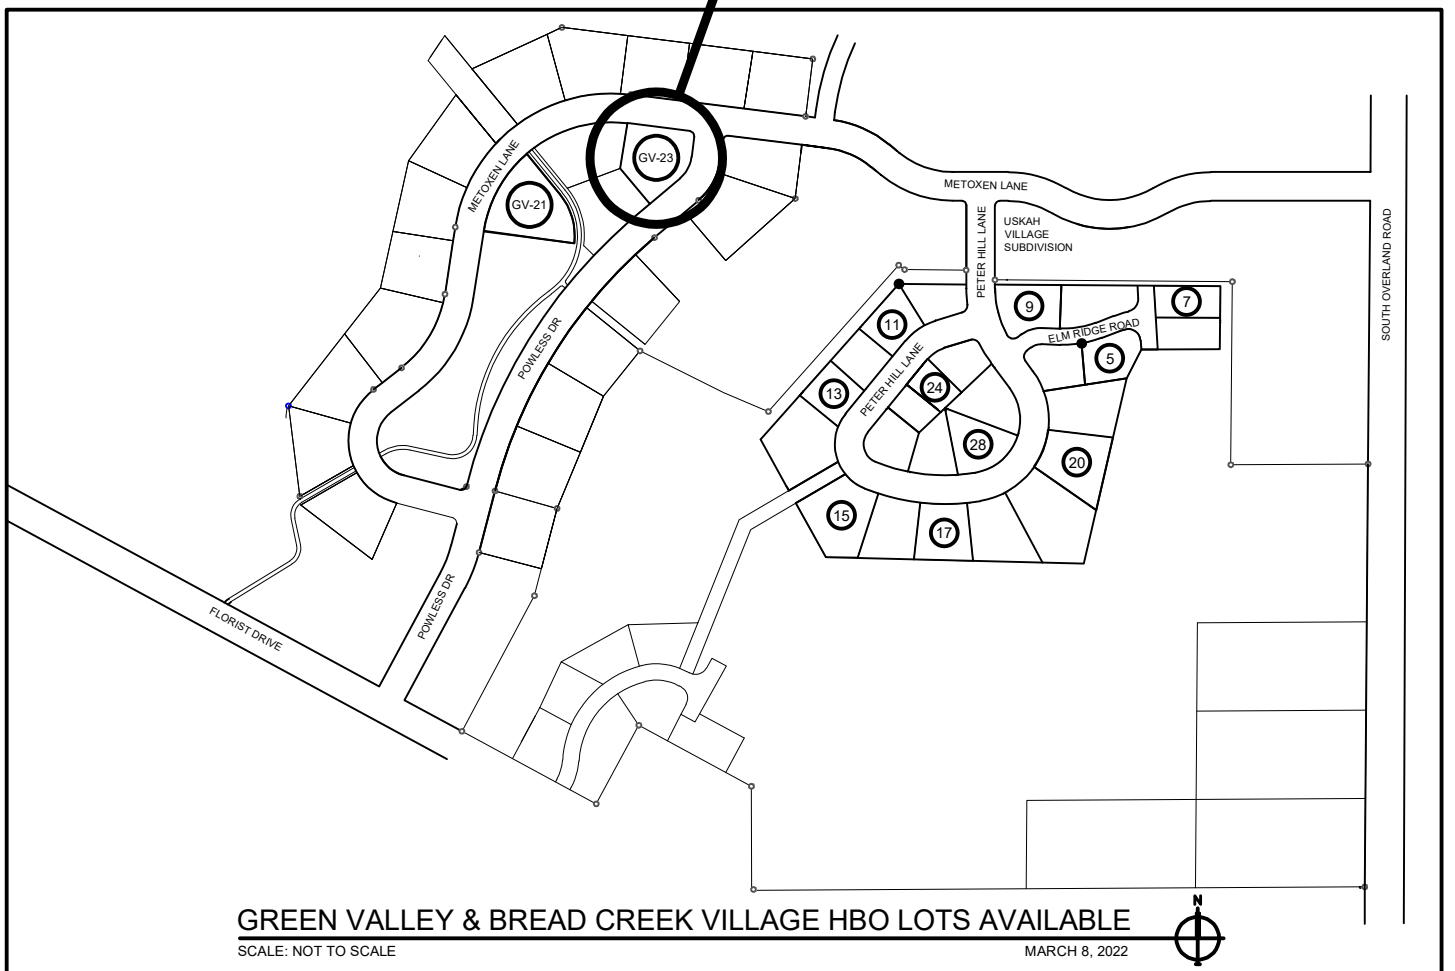 GV-23
METOXEN LANE
GV-21
METOXEN LANE
PETER HILL LANE
USKAH
VILLAGE
SUBDIVISION
SOUTH OVERLAND ROAD
9
7
11
ELM RIDGE ROAD
5
POWLESS DR
PETER HILL LANE
24
13
28
20
15
17
POWLESS DR
FLORIST DRIVE
N
GREEN VALLEY & BREAD CREEK VILLAGE HBO LOTS AVAILABLE
SCALE: NOT TO SCALE
MARCH 8, 2022